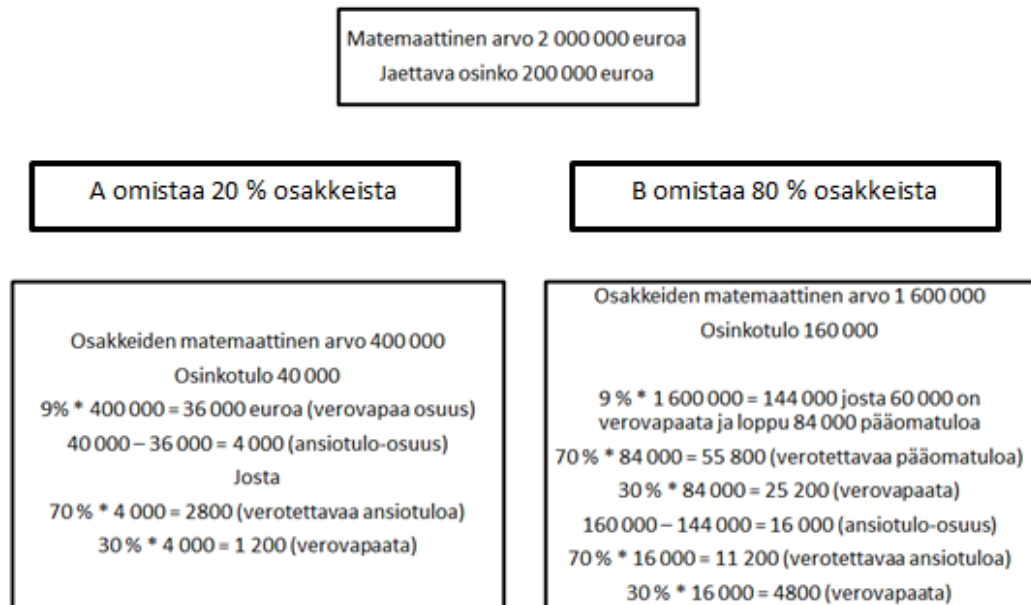 Matemaattinen arvo 2 000 000 euroa
Jaettava osinko 200 000 euroa
A omistaa 20 % osakkeista
B omistaa 80 % osakkeista
Osakkeiden matemaattinen arvo 400 000
Osinkotulo 40 000
9% * 400 000 = 36 000 euroa (verovapaa osuus)
40 000 – 36 000 = 4 000 (ansiotulo-osuus)
Josta
70 % * 4 000 = 2800 (verotettavaa ansiotuloa)
30 % * 4 000 = 1 200 (verovapaata)
Osakkeiden matemaattinen arvo 1 600 000
Osinkotulo 160 000
9 % * 1 600 000 = 144 000 josta 60 000 on
verovapaata ja loppu 84 000 pääomatuloa
70 % * 84 000 = 55 800 (verotettavaa pääomatuloa)
30 % * 84 000 = 25 200 (verovapaata)
160 000 – 144 000 = 16 000 (ansiotulo-osuus)
70 % * 16 000 = 11 200 (verotettavaa ansiotuloa)
30 % * 16 000 = 4800 (verovapaata)